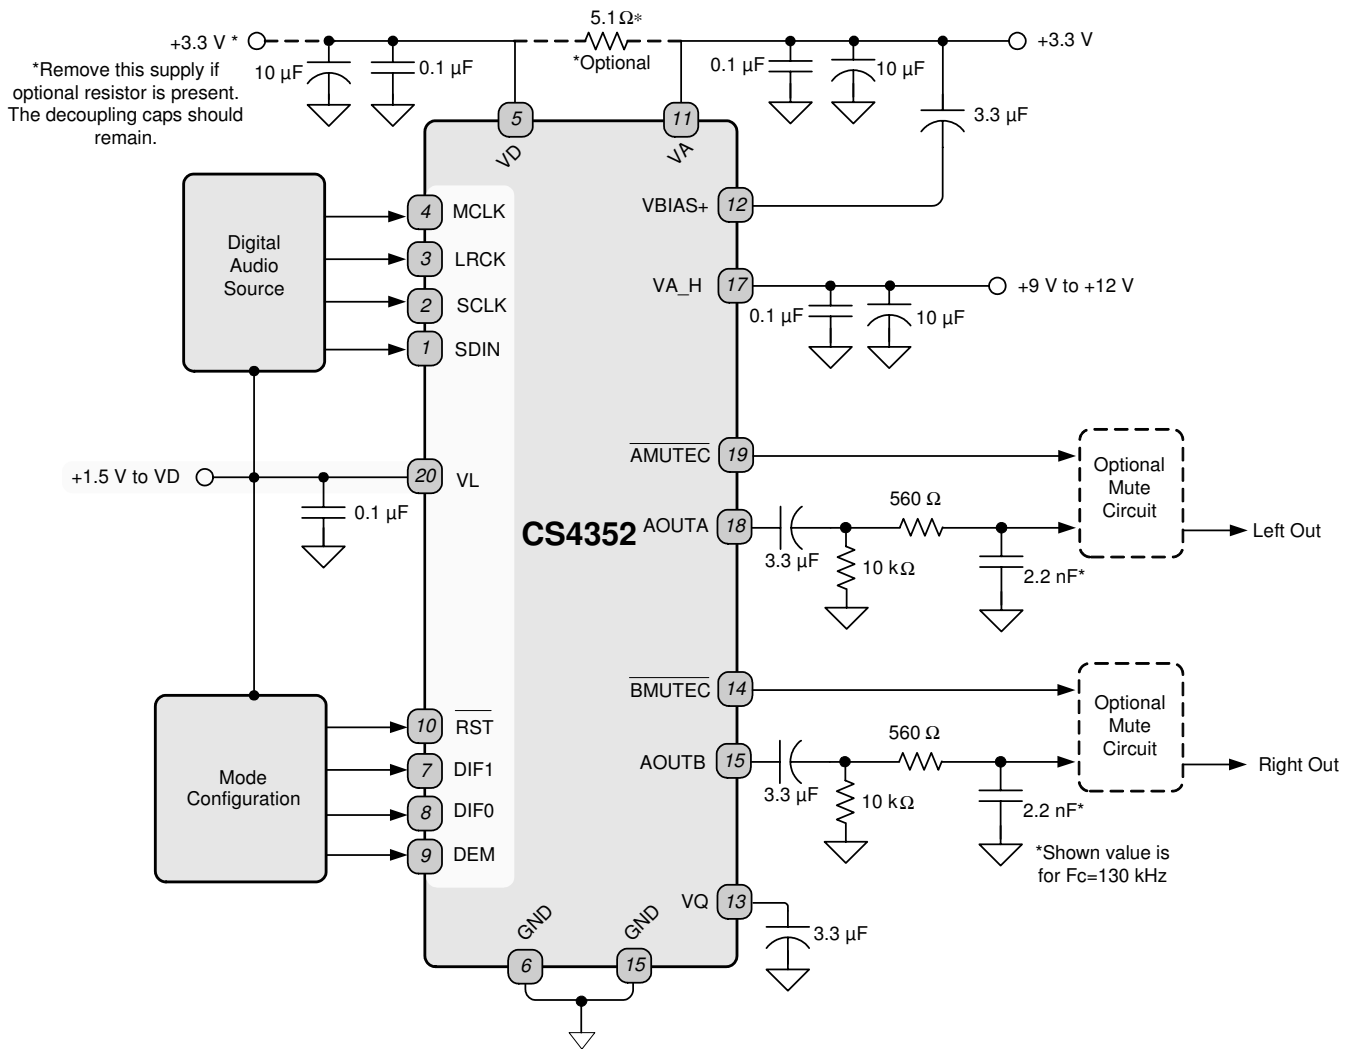 5.1Ω*
+3.3 V *
+3.3 V
*Optional
*Remove this supply if
optional resistor is present.
The decoupling caps should
remain.
10 µF
0.1 µF
0.1 µF
10 µF
3.3 µF
5
VD
11
VA
Digital
Audio
Source
4
MCLK
3
LRCK
2
SCLK
1
SDIN
VBIAS+
12
VA_H
17
+9 V to +12 V
0.1 µF
10 µF
+1.5 V to VD
20
VL
0.1 µF
CS4352
AMUTEC
19
AOUTA
18
3.3 µF
10 kΩ
560 Ω
2.2 nF*
Optional
Mute
Circuit
Left Out
BMUTEC
14
AOUTB
15
3.3 µF
10 kΩ
560 Ω
2.2 nF*
Optional
Mute
Circuit
Right Out
*Shown value is
for Fc=130 kHz
Mode
Configuration
10
RST
7
DIF1
8
DIF0
9
DEM
VQ
13
3.3 µF
GND
6
GND
15